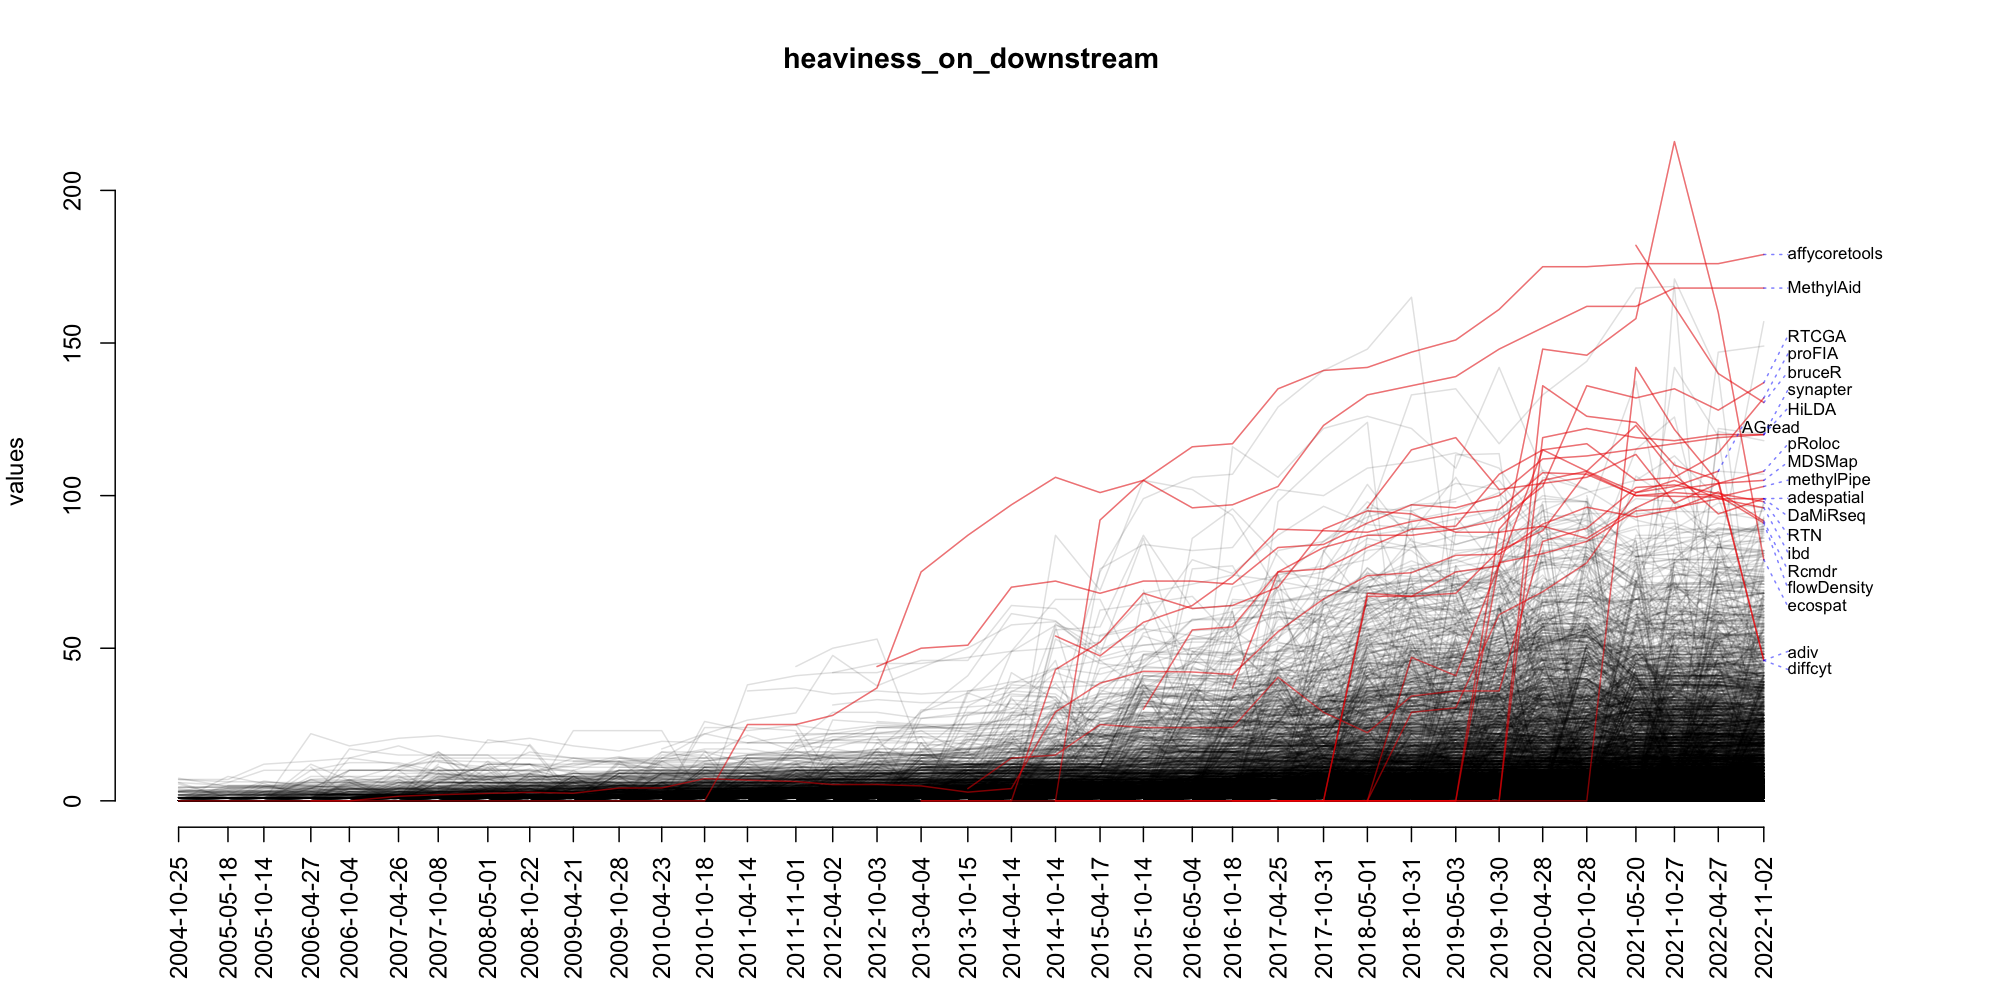 heaviness_on_downstream
values
200
150
100
50
0
affycoretools
MethylAid
RTCGA
proFIA
bruceR
synapter
HiLDA
AGread
pRoloc
MDSMap
methylPipe
adespatial
DaMiRseq
RTN
ibd
Rcmdr
flowDensity
ecospat
adiv
diffcyt
2004-10-25
2005-05-18
2005-10-14
2006-04-27
2006-10-04
2007-04-26
2007-10-08
2008-05-01
2008-10-22
2009-04-21
2009-10-28
2010-04-23
2010-10-18
2011-04-14
2011-11-01
2012-04-02
2012-10-03
2013-04-04
2013-10-15
2014-04-14
2014-10-14
2015-04-17
2015-10-14
2016-05-04
2016-10-18
2017-04-25
2017-10-31
2018-05-01
2018-10-31
2019-05-03
2019-10-30
2020-04-28
2020-10-28
2021-05-20
2021-10-27
2022-04-27
2022-11-02